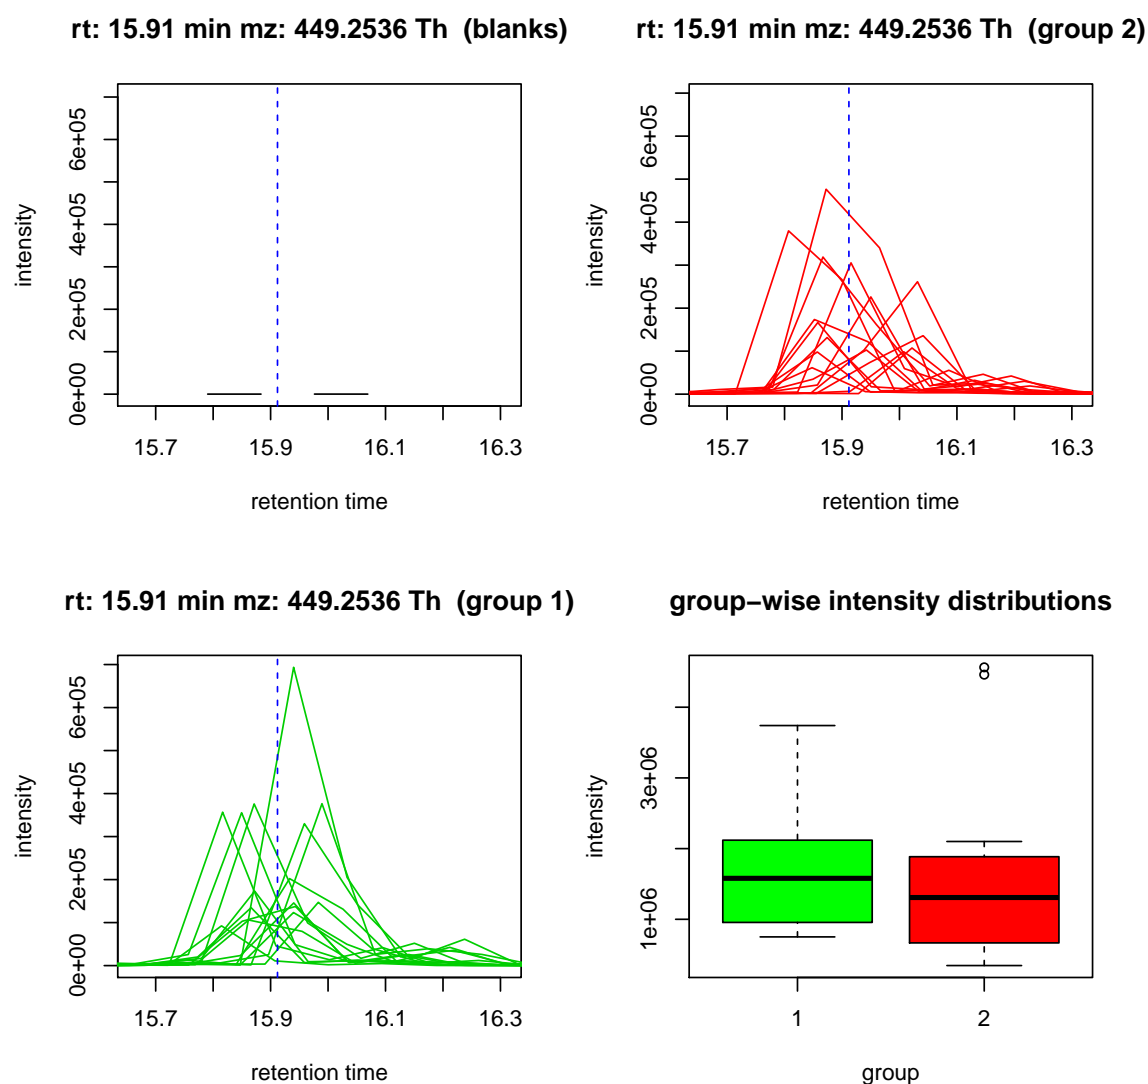 rt: 15.91 min mz: 449.2536 Th (blanks)
intensity
0e+00 2e+05 4e+05 6e+05
15.7 15.9 16.1 16.3
retention time
rt: 15.91 min mz: 449.2536 Th (group 2)
intensity
0e+00 2e+05 4e+05 6e+05
15.7 15.9 16.1 16.3
retention time
rt: 15.91 min mz: 449.2536 Th (group 1)
intensity
0e+00 2e+05 4e+05 6e+05
15.7 15.9 16.1 16.3
retention time
group−wise intensity distributions
intensity
1e+06 3e+06
1 2
group